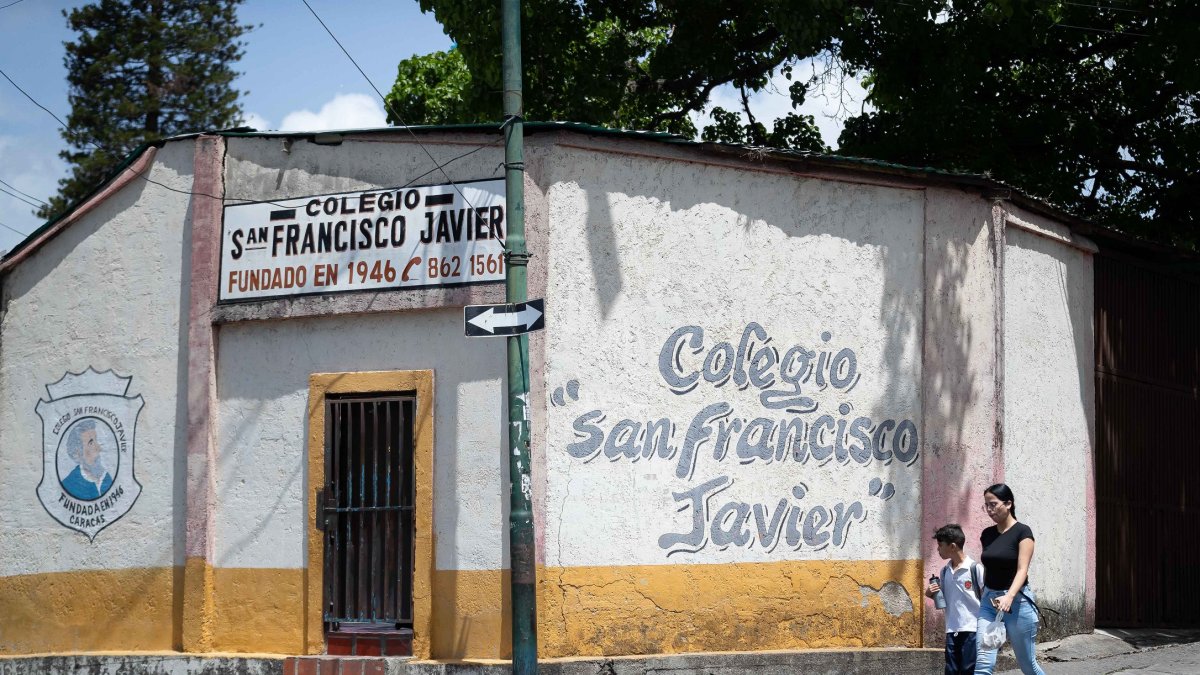 COLEGIO
SAN FRANCISCO JAVIER
FUNDADO EN 1946 862 1561
COLEGIO SAN FRANCISCO JAVIER
FUNDADA EN 1946
CARACAS
Colegio
"San Francisco
Javier"